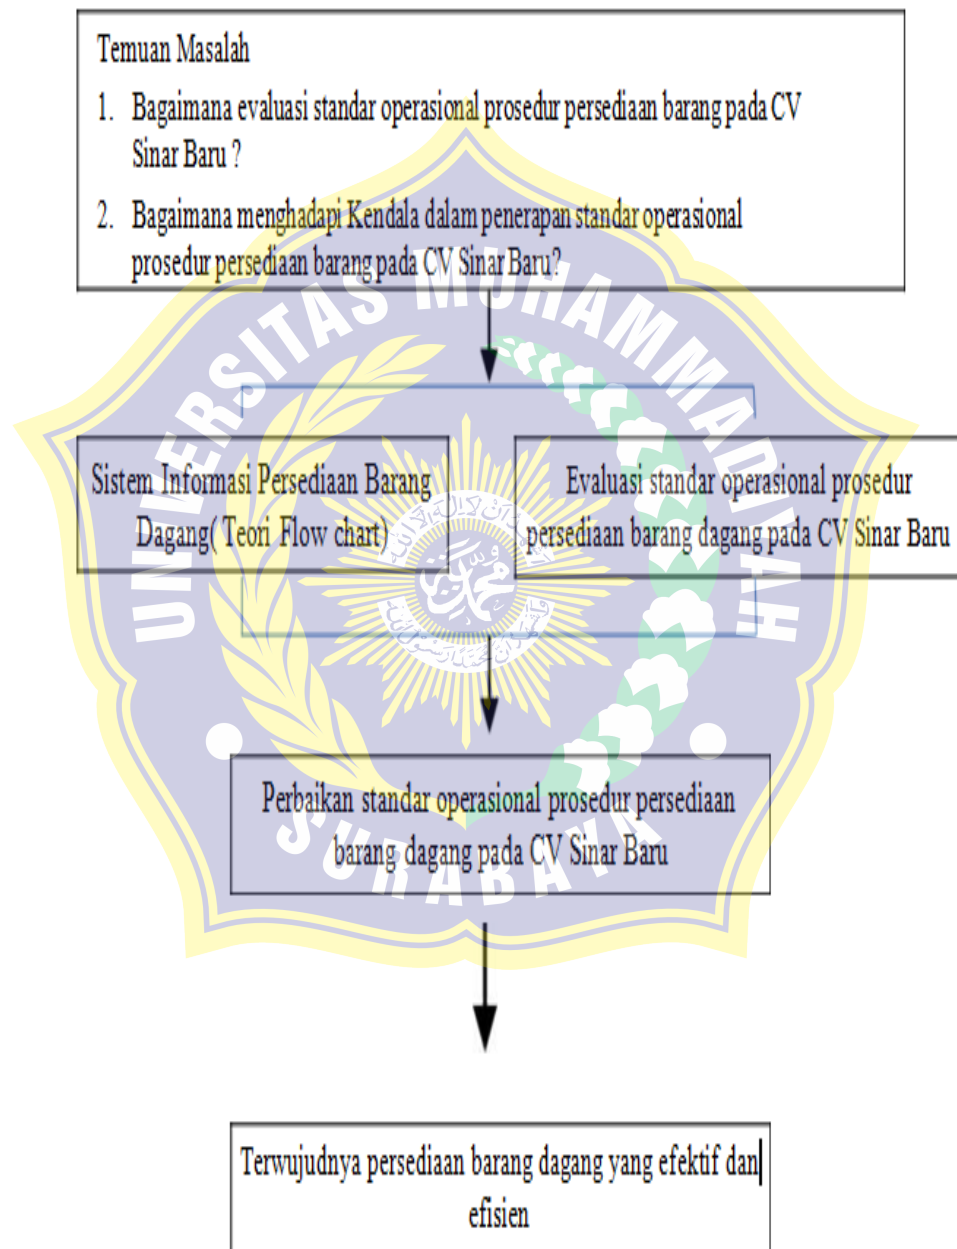 Temuan Masalah
1. Bagaimana evaluasi standar operasional prosedur persediaan barang pada CV
Sinar Baru ?
2. Bagaimana menghadapi Kendala dalam penerapan standar operasional
prosedur persediaan barang pada CV Sinar Baru?
UNIVERSITAS MUHAMMADIYAH
Sistem Informasi Persediaan Barang
Dagang( Teori Flow chart)
Evaluasi standar operasional prosedur
persediaan barang dagang pada CV Sinar Baru
محمد
Perbaikan standar operasional prosedur persediaan
barang dagang pada CV Sinar Baru
SURABAYA
Terwujudnya persediaan barang dagang yang efektif dan
efisien